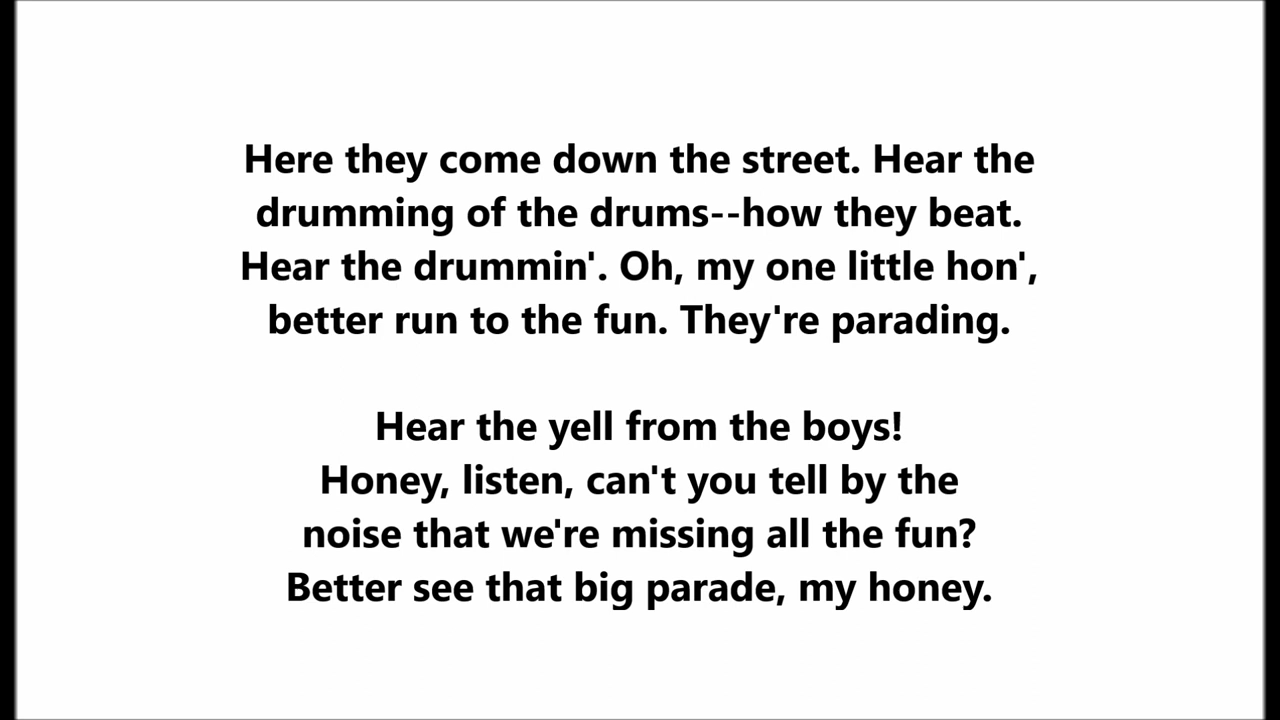 Here they come down the street. Hear the
drumming of the drums--how they beat.
Hear the drummin'. Oh, my one little hon',
better run to the fun. They're parading.
Hear the yell from the boys!
Honey, listen, can't you tell by the
noise that we're missing all the fun?
Better see that big parade, my honey.